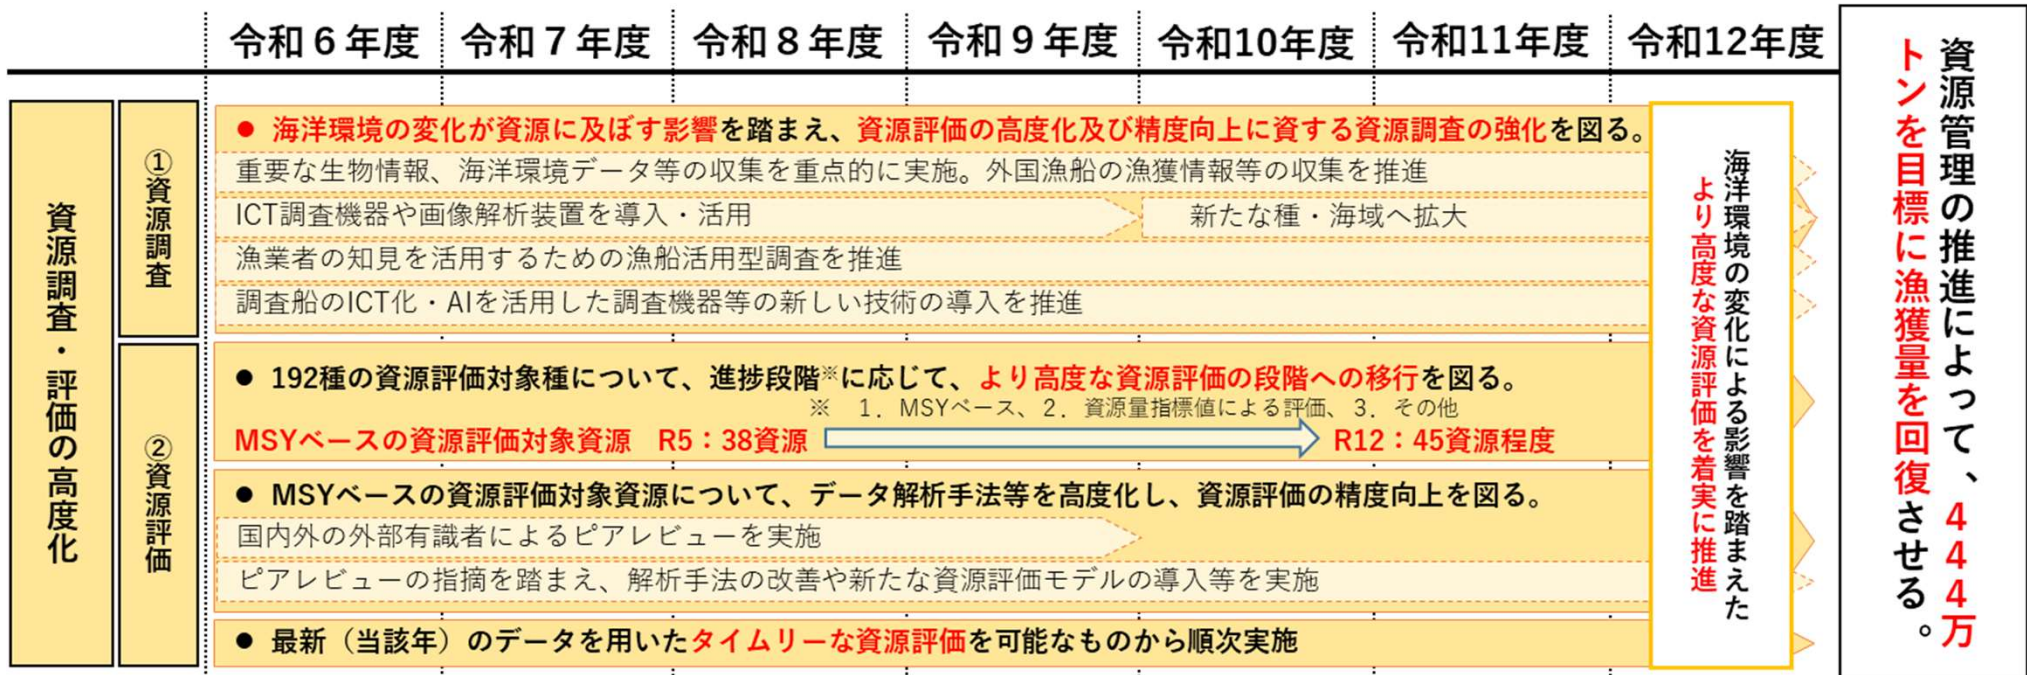 令和６年度 令和７年度 令和８年度 令和９年度 令和10年度 令和11年度 令和12年度
資源調査・評価の高度化
①資源調査
● 海洋環境の変化が資源に及ぼす影響を踏まえ、資源評価の高度化及び精度向上に資する資源調査の強化を図る。
重要な生物情報、海洋環境データ等の収集を重点的に実施。外国漁船の漁獲情報等の収集を推進
ICT調査機器や画像解析装置を導入・活用 新たな種・海域へ拡大
漁業者の知見を活用するための漁船活用型調査を推進
調査船のICT化・AIを活用した調査機器等の新しい技術の導入を推進
②資源評価
● 192種の資源評価対象種について、進捗段階※に応じて、より高度な資源評価の段階への移行を図る。
※ １．MSYベース、２．資源量指標値による評価、３．その他
MSYベースの資源評価対象資源 R5：38資源 R12：45資源程度
● MSYベースの資源評価対象資源について、データ解析手法等を高度化し、資源評価の精度向上を図る。
国内外の外部有識者によるピアレビューを実施
ピアレビューの指摘を踏まえ、解析手法の改善や新たな資源評価モデルの導入等を実施
● 最新（当該年）のデータを用いたタイムリーな資源評価を可能なものから順次実施
海洋環境の変化による影響を踏まえた
より高度な資源評価を着実に推進
資源管理の推進によって、４４４万
トンを目標に漁獲量を回復させる。